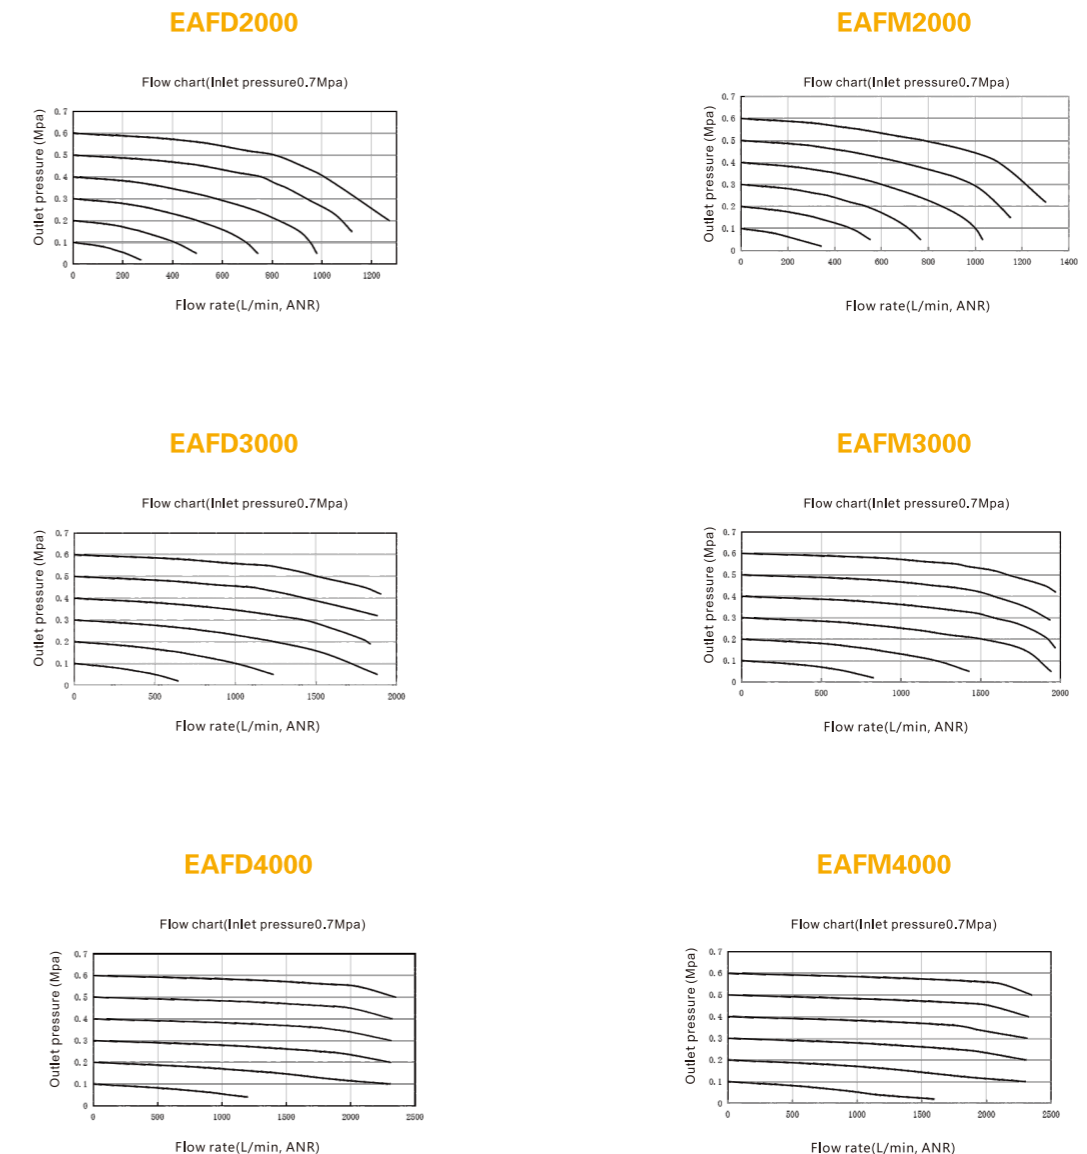 EAFD2000
Flow chart(Inlet pressure0.7Mpa)
Outlet pressure (Mpa)
0.7
0.6
0.5
0.4
0.3
0.2
0.1
0
0 200 400 600 800 1000 1200
Flow rate(L/min, ANR)
EAFM2000
Flow chart(Inlet pressure0.7Mpa)
Outlet pressure (Mpa)
0.7
0.6
0.5
0.4
0.3
0.2
0.1
0
0 200 400 600 800 1000 1200 1400
Flow rate(L/min, ANR)
EAFD3000
Flow chart(Inlet pressure0.7Mpa)
Outlet pressure (Mpa)
0.7
0.6
0.5
0.4
0.3
0.2
0.1
0
0 500 1000 1500 2000
Flow rate(L/min, ANR)
EAFM3000
Flow chart(Inlet pressure0.7Mpa)
Outlet pressure (Mpa)
0.7
0.6
0.5
0.4
0.3
0.2
0.1
0
0 500 1000 1500 2000
Flow rate(L/min, ANR)
EAFD4000
Flow chart(Inlet pressure0.7Mpa)
Outlet pressure (Mpa)
0.7
0.6
0.5
0.4
0.3
0.2
0.1
0
0 500 1000 1500 2000 2500
Flow rate(L/min, ANR)
EAFM4000
Flow chart(Inlet pressure0.7Mpa)
Outlet pressure (Mpa)
0.7
0.6
0.5
0.4
0.3
0.2
0.1
0
0 500 1000 1500 2000 2500
Flow rate(L/min, ANR)